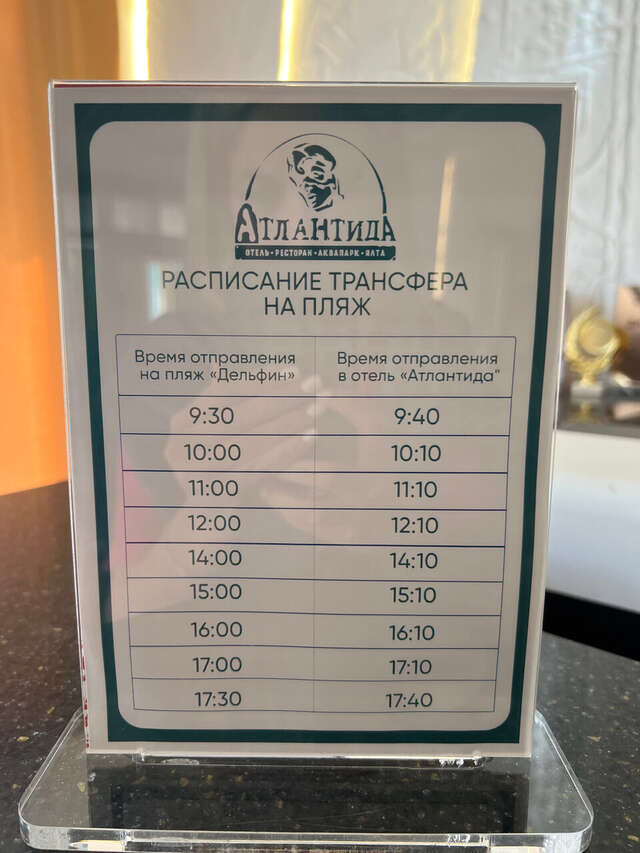 АТЛАНТИДА
ОТЕЛЬ • РЕСТОРАН • АКВАПАРК • ЯЛТА
РАСПИСАНИЕ ТРАНСФЕРА
НА ПЛЯЖ
Время отправления
на пляж «Дельфин»
Время отправления
в отель «Атлантида"
9:30 9:40
10:00 10:10
11:00 11:10
12:00 12:10
14:00 14:10
15:00 15:10
16:00 16:10
17:00 17:10
17:30 17:40